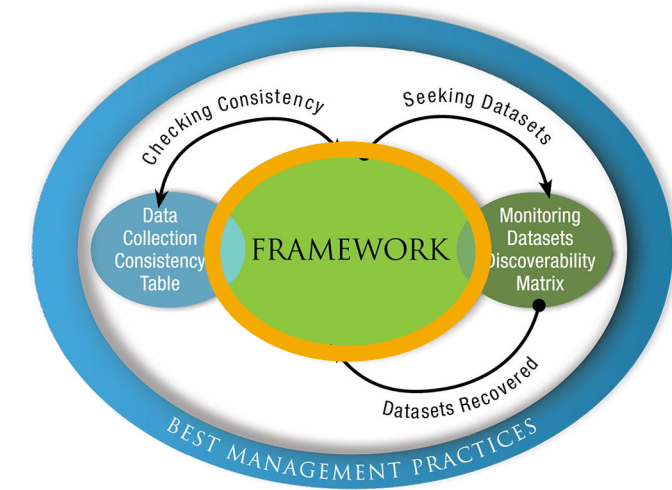 Checking Consistency
Seeking Datasets
Data
Collection
Consistency
Table
FRAMEWORK
Monitoring
Datasets
Discoverability
Matrix
Datasets Recovered
BEST MANAGEMENT PRACTICES